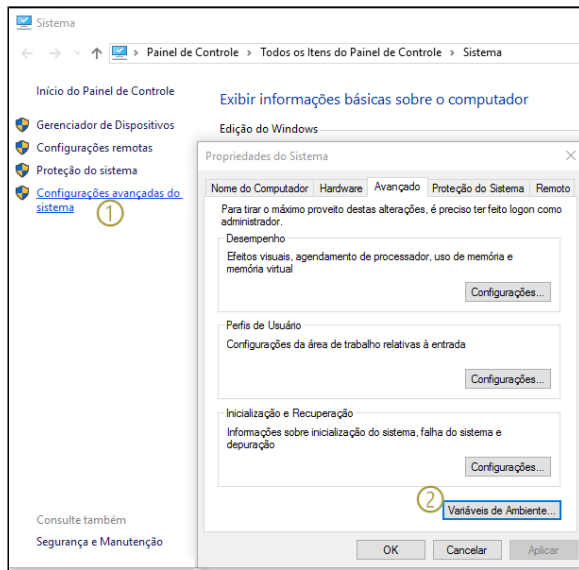 Sistema
Painel de Controle > Todos os Itens do Painel de Controle > Sistema
Início do Painel de Controle
Gerenciador de Dispositivos
Configurações remotas
Proteção do sistema
Configurações avançadas do
sistema
1
Consulte também
Segurança e Manutenção
Exibir informações básicas sobre o computador
Edição do Windows
Propriedades do Sistema
Nome do Computador Hardware Avançado Proteção do Sistema Remoto
Para tirar o máximo proveito destas alterações, é preciso ter feito logon como
administrador.
Desempenho
Efeitos visuais, agendamento de processador, uso de memória e
memória virtual
Configurações...
Perfis de Usuário
Configurações da área de trabalho relativas à entrada
Configurações...
Inicialização e Recuperação
Informações sobre inicialização do sistema, falha do sistema e
depuração
Configurações...
2
Variáveis de Ambiente...
OK Cancelar Aplicar